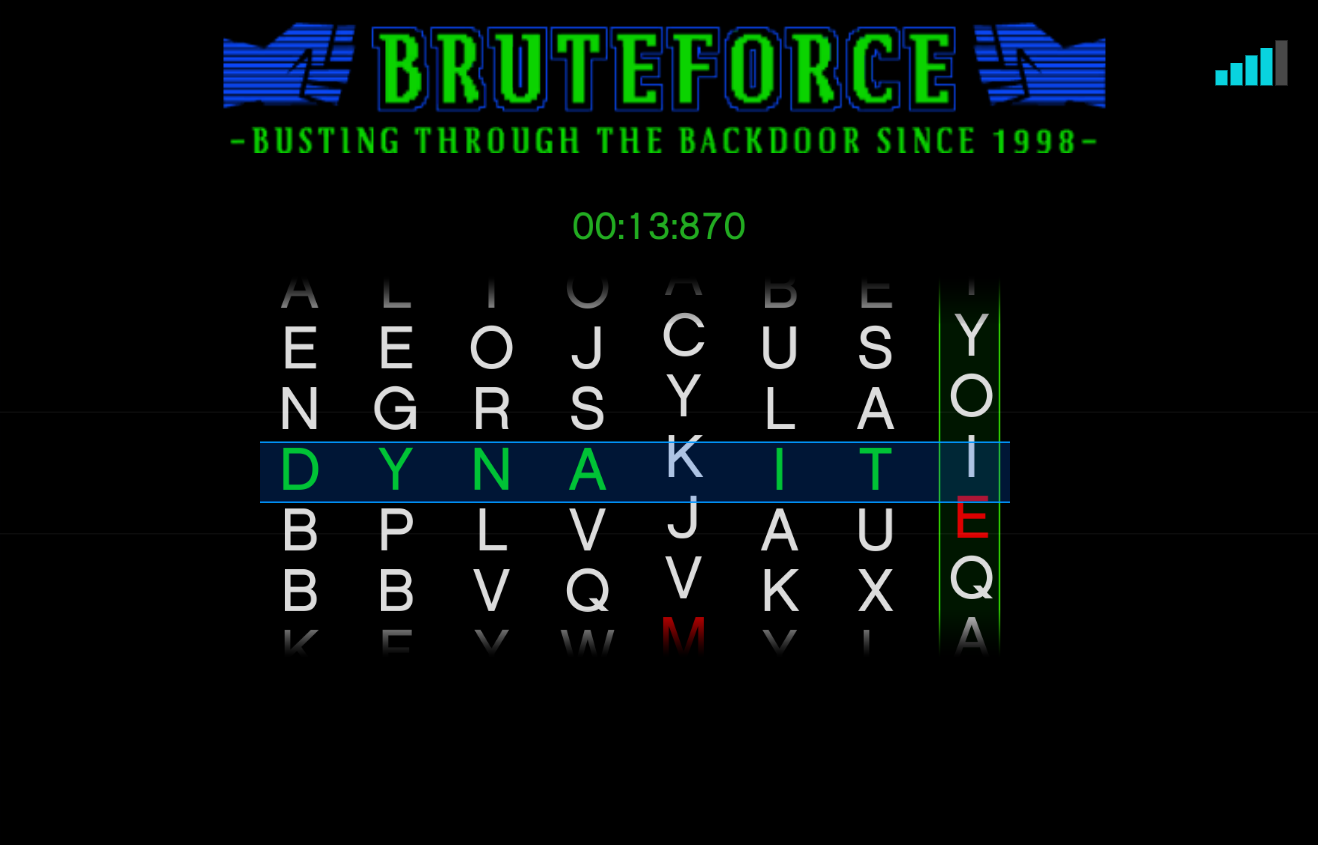 BRUTEFORCE
-BUSTING THROUGH THE BACKDOOR SINCE 1998-
00:13:870
A L I O A B E Y
E E O J C U S O
N G R S Y L A I
D Y N A K I T E
B P L V J A U Q
B B V Q V K X A
K E Y W M Y L